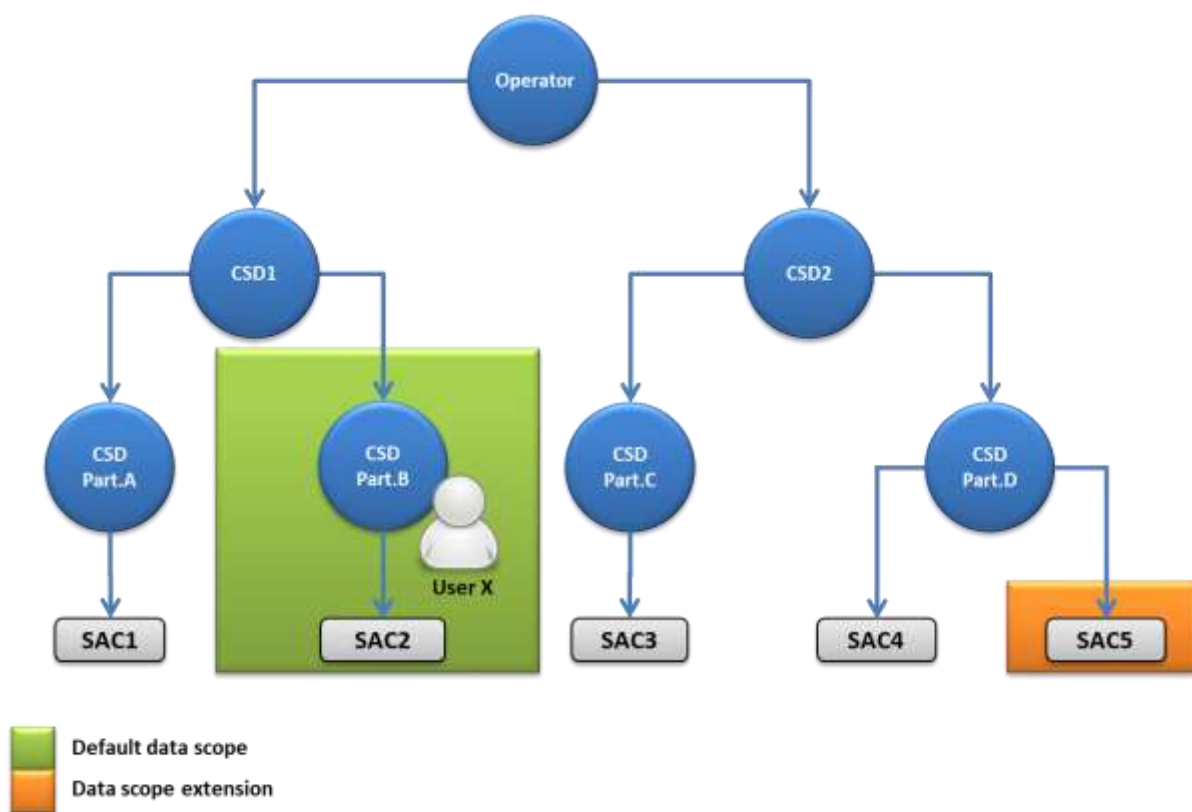 Operator
CSD1
CSD2
CSD
Part.A
CSD
Part.B
CSD
Part.C
CSD
Part.D
User X
SAC1
SAC2
SAC3
SAC4
SAC5
Default data scope
Data scope extension